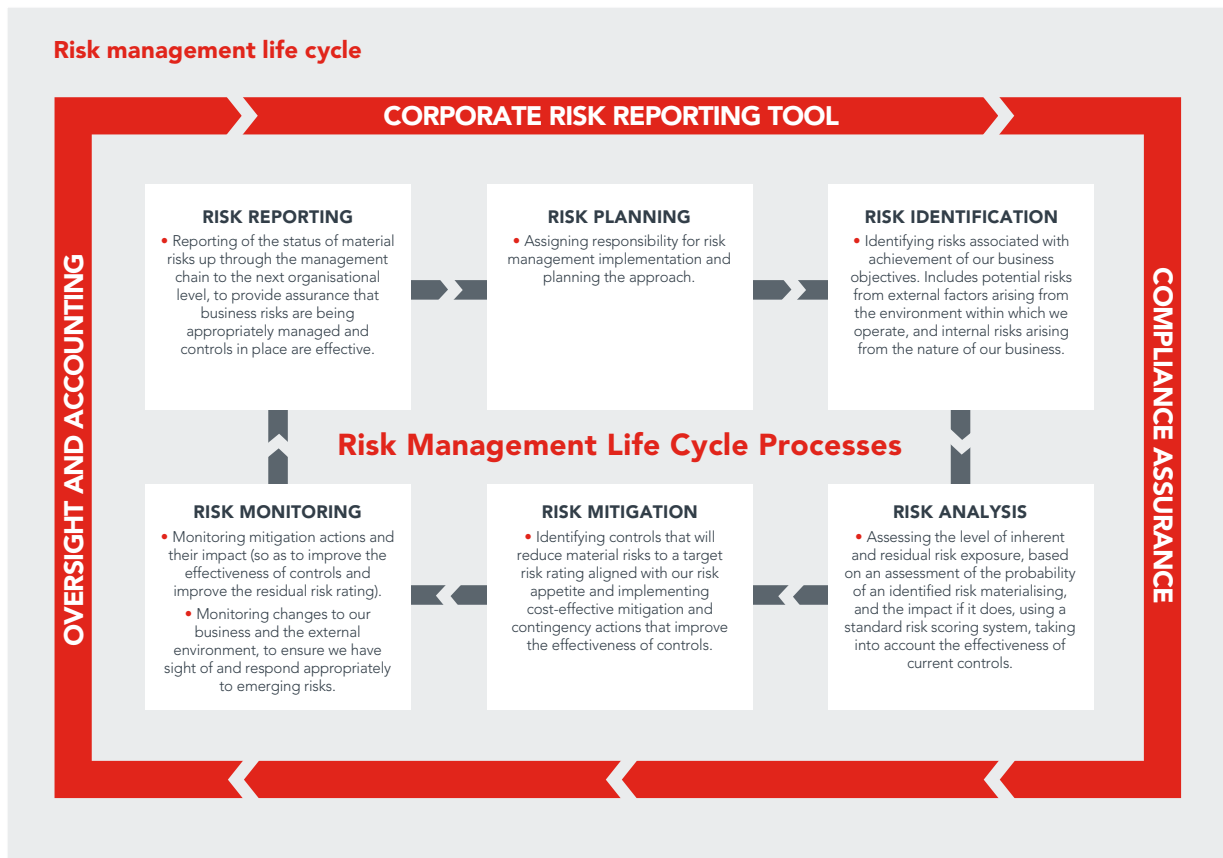 Risk management life cycle
CORPORATE RISK REPORTING TOOL
OVERSIGHT AND ACCOUNTING
COMPLIANCE ASSURANCE
RISK REPORTING
• Reporting of the status of material
risks up through the management
chain to the next organisational
level, to provide assurance that
business risks are being
appropriately managed and
controls in place are effective.
RISK PLANNING
• Assigning responsibility for risk
management implementation and
planning the approach.
RISK IDENTIFICATION
• Identifying risks associated with
achievement of our business
objectives. Includes potential risks
from external factors arising from
the environment within which we
operate, and internal risks arising
from the nature of our business.
Risk Management Life Cycle Processes
RISK MONITORING
• Monitoring mitigation actions and
their impact (so as to improve the
effectiveness of controls and
improve the residual risk rating).
• Monitoring changes to our
business and the external
environment, to ensure we have
sight of and respond appropriately
to emerging risks.
RISK MITIGATION
• Identifying controls that will
reduce material risks to a target
risk rating aligned with our risk
appetite and implementing
cost-effective mitigation and
contingency actions that improve
the effectiveness of controls.
RISK ANALYSIS
• Assessing the level of inherent
and residual risk exposure, based
on an assessment of the probability
of an identified risk materialising,
and the impact if it does, using a
standard risk scoring system, taking
into account the effectiveness of
current controls.